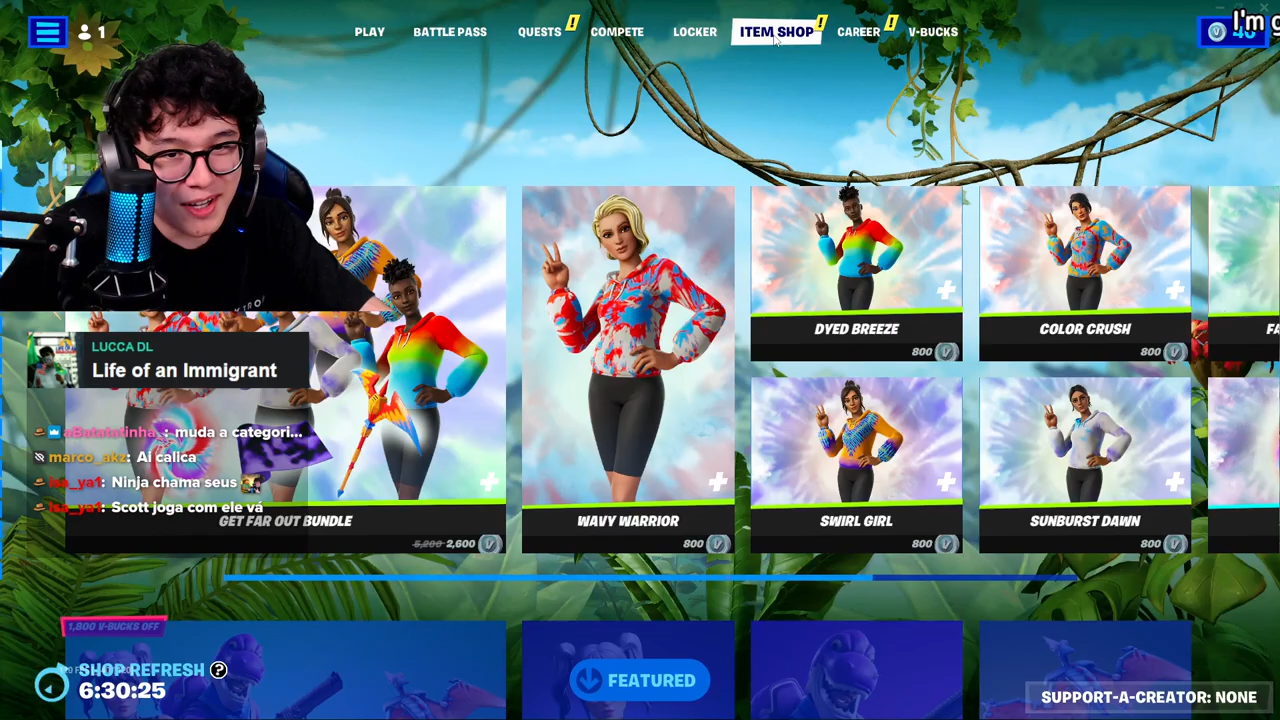 1
PLAY
BATTLE PASS
QUESTS
COMPETE
LOCKER
ITEM SHOP
CAREER
V-BUCKS
I'm
LUCCA DL
Life of an Immigrant
muda a categori...
marco_akz: Ai calica
Isa_ya1: Ninja chama seus
Isa_ya1: Scott joga com ele vá
GET FAR OUT BUNDLE
5,200 2,600
WAVY WARRIOR
800
DYED BREEZE
800
COLOR CRUSH
800
SWIRL GIRL
800
SUNBURST DAWN
800
1,800 V-BUCKS OFF
SHOP REFRESH ?
6:30:25
FEATURED
SUPPORT-A-CREATOR: NONE